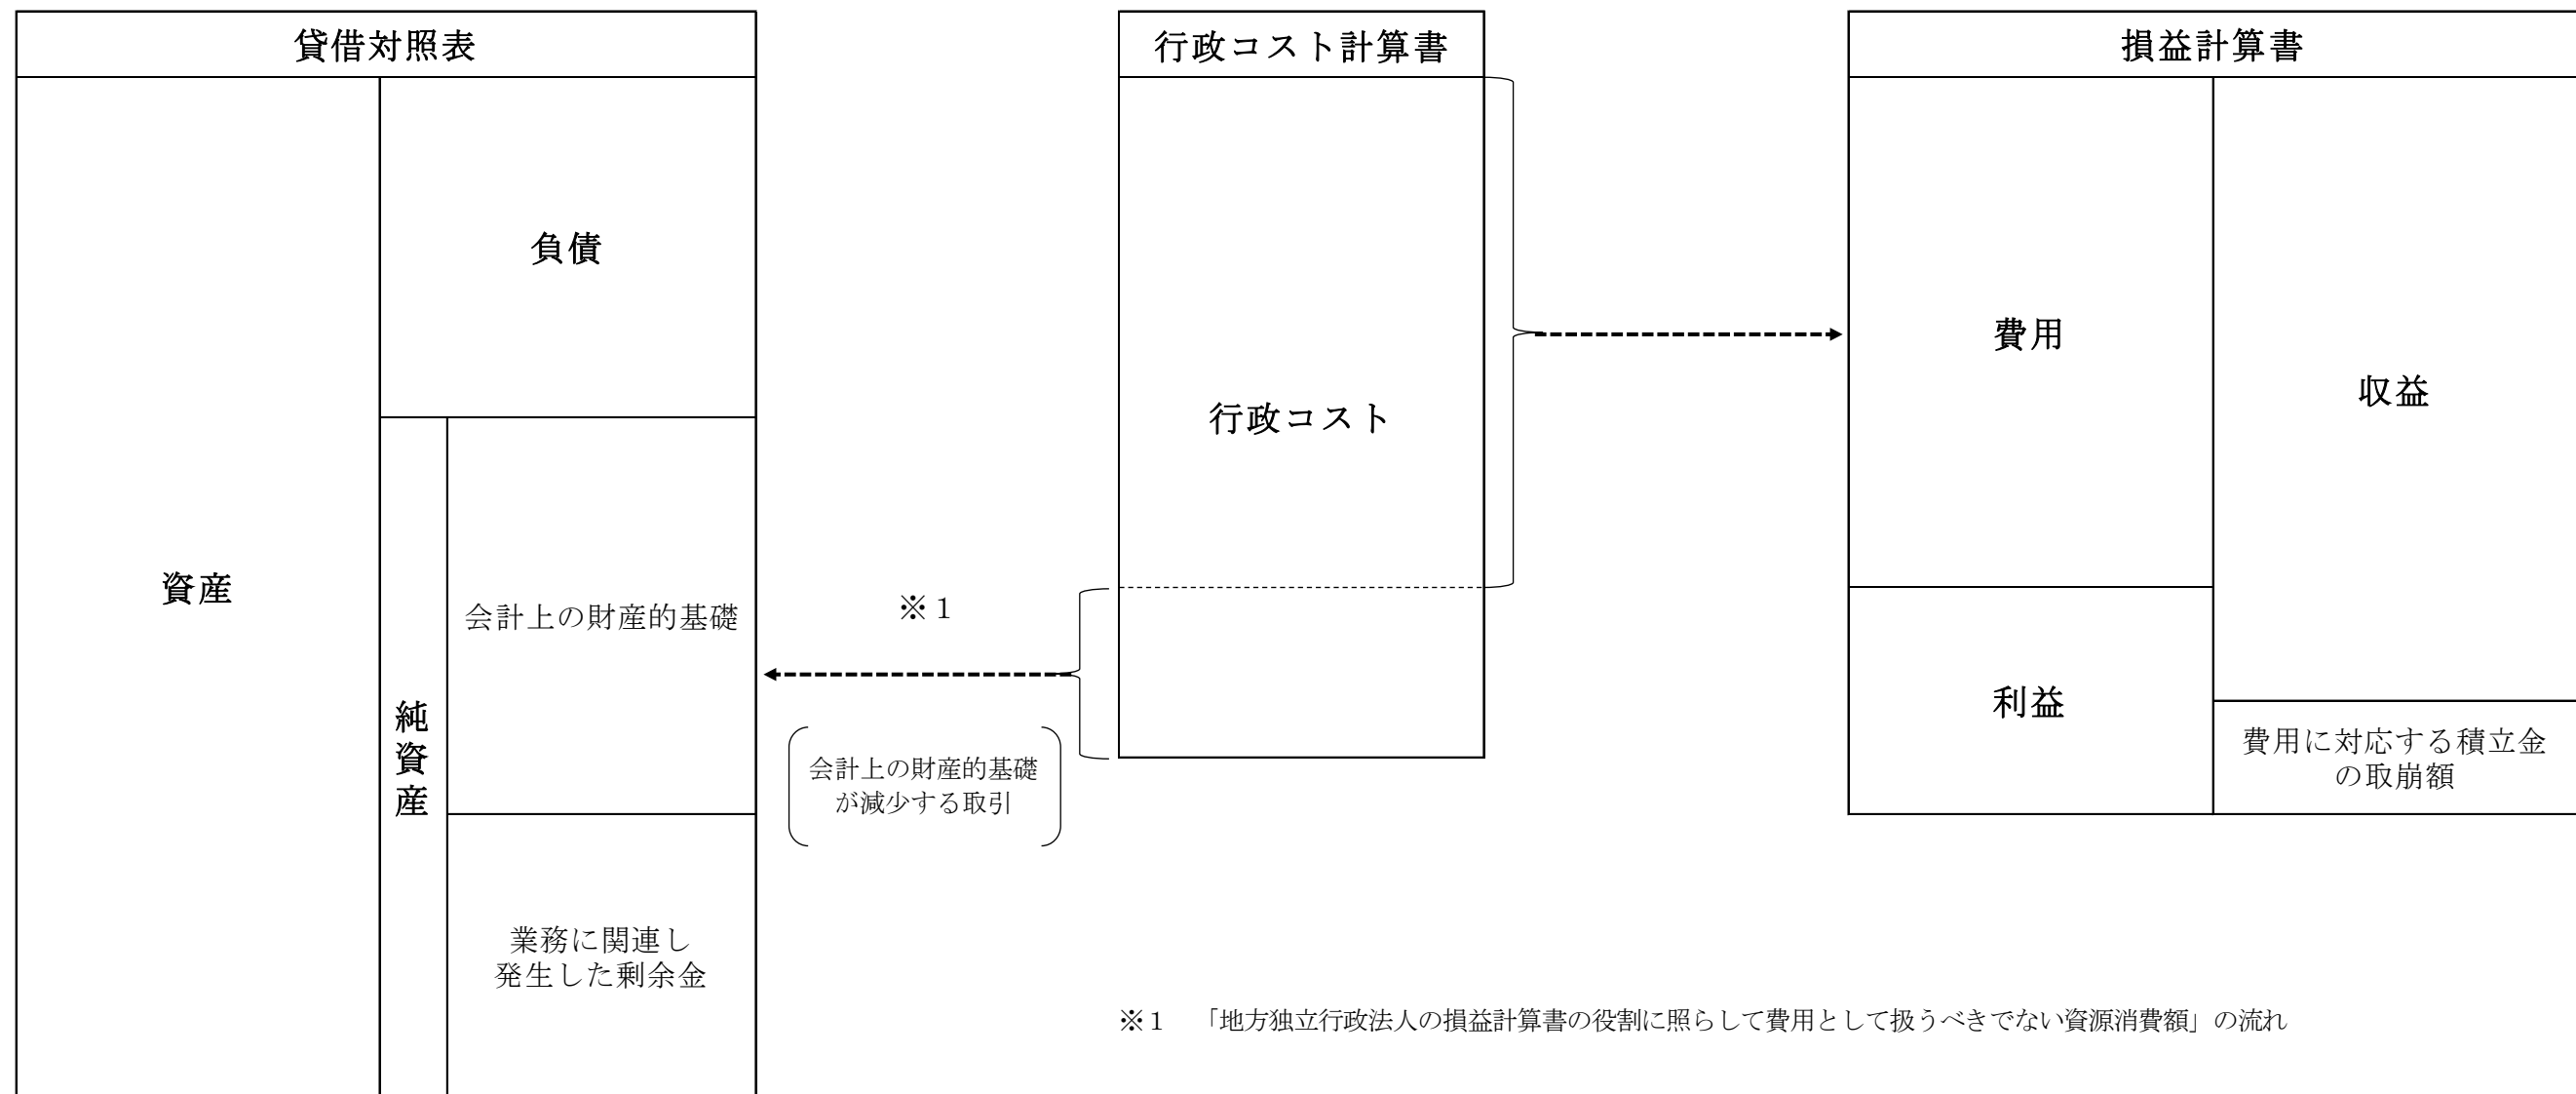 貸借対照表
行政コスト計算書
損益計算書
負債
費用
収益
行政コスト
資産
会計上の財産的基礎
※1
純資産
利益
費用に対応する積立金
の取崩額
会計上の財産的基礎
が減少する取引
業務に関連し
発生した剰余金
※1 「地方独立行政法人の損益計算書の役割に照らして費用として扱うべきでない資源消費額」の流れ